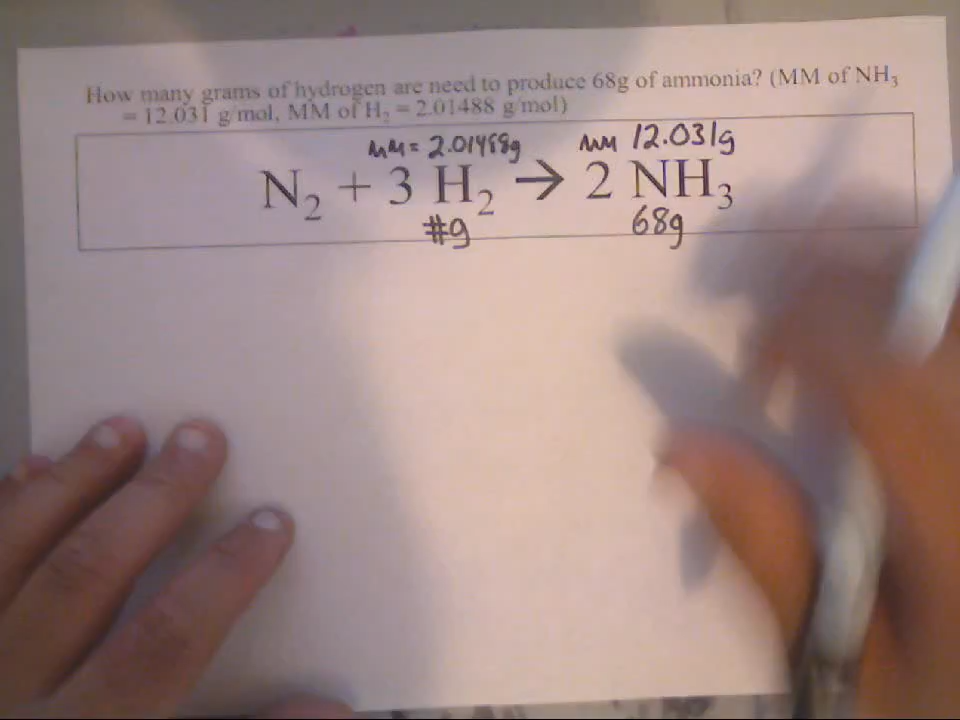 How many grams of hydrogen are need to produce 68g of ammonia? (MM of NH₃
= 12.031 g/mol, MM of H₂ = 2.01488 g/mol)
MM = 2.01488g MM 12.031g
N₂ + 3 H₂ → 2 NH₃
#g 68g